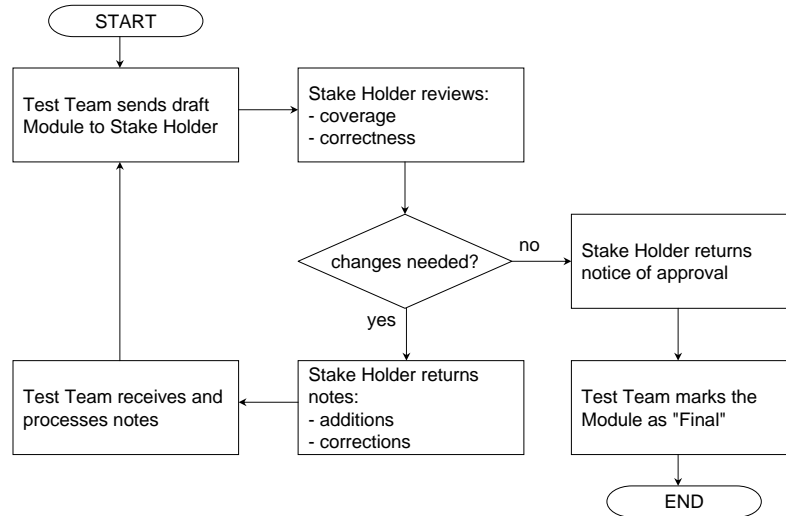 START
Test Team sends draft
Module to Stake Holder
Stake Holder reviews:
- coverage
- correctness
changes needed?
no
Stake Holder returns
notice of approval
yes
Test Team receives and
processes notes
Stake Holder returns
notes:
- additions
- corrections
Test Team marks the
Module as "Final"
END